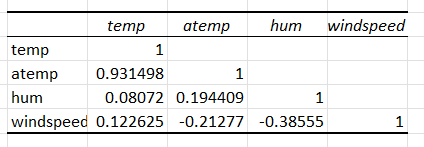 temp atemp hum windspeed
temp 1
atemp 0.931498 1
hum 0.08072 0.194409 1
windspeed 0.122625 -0.21277 -0.38555 1